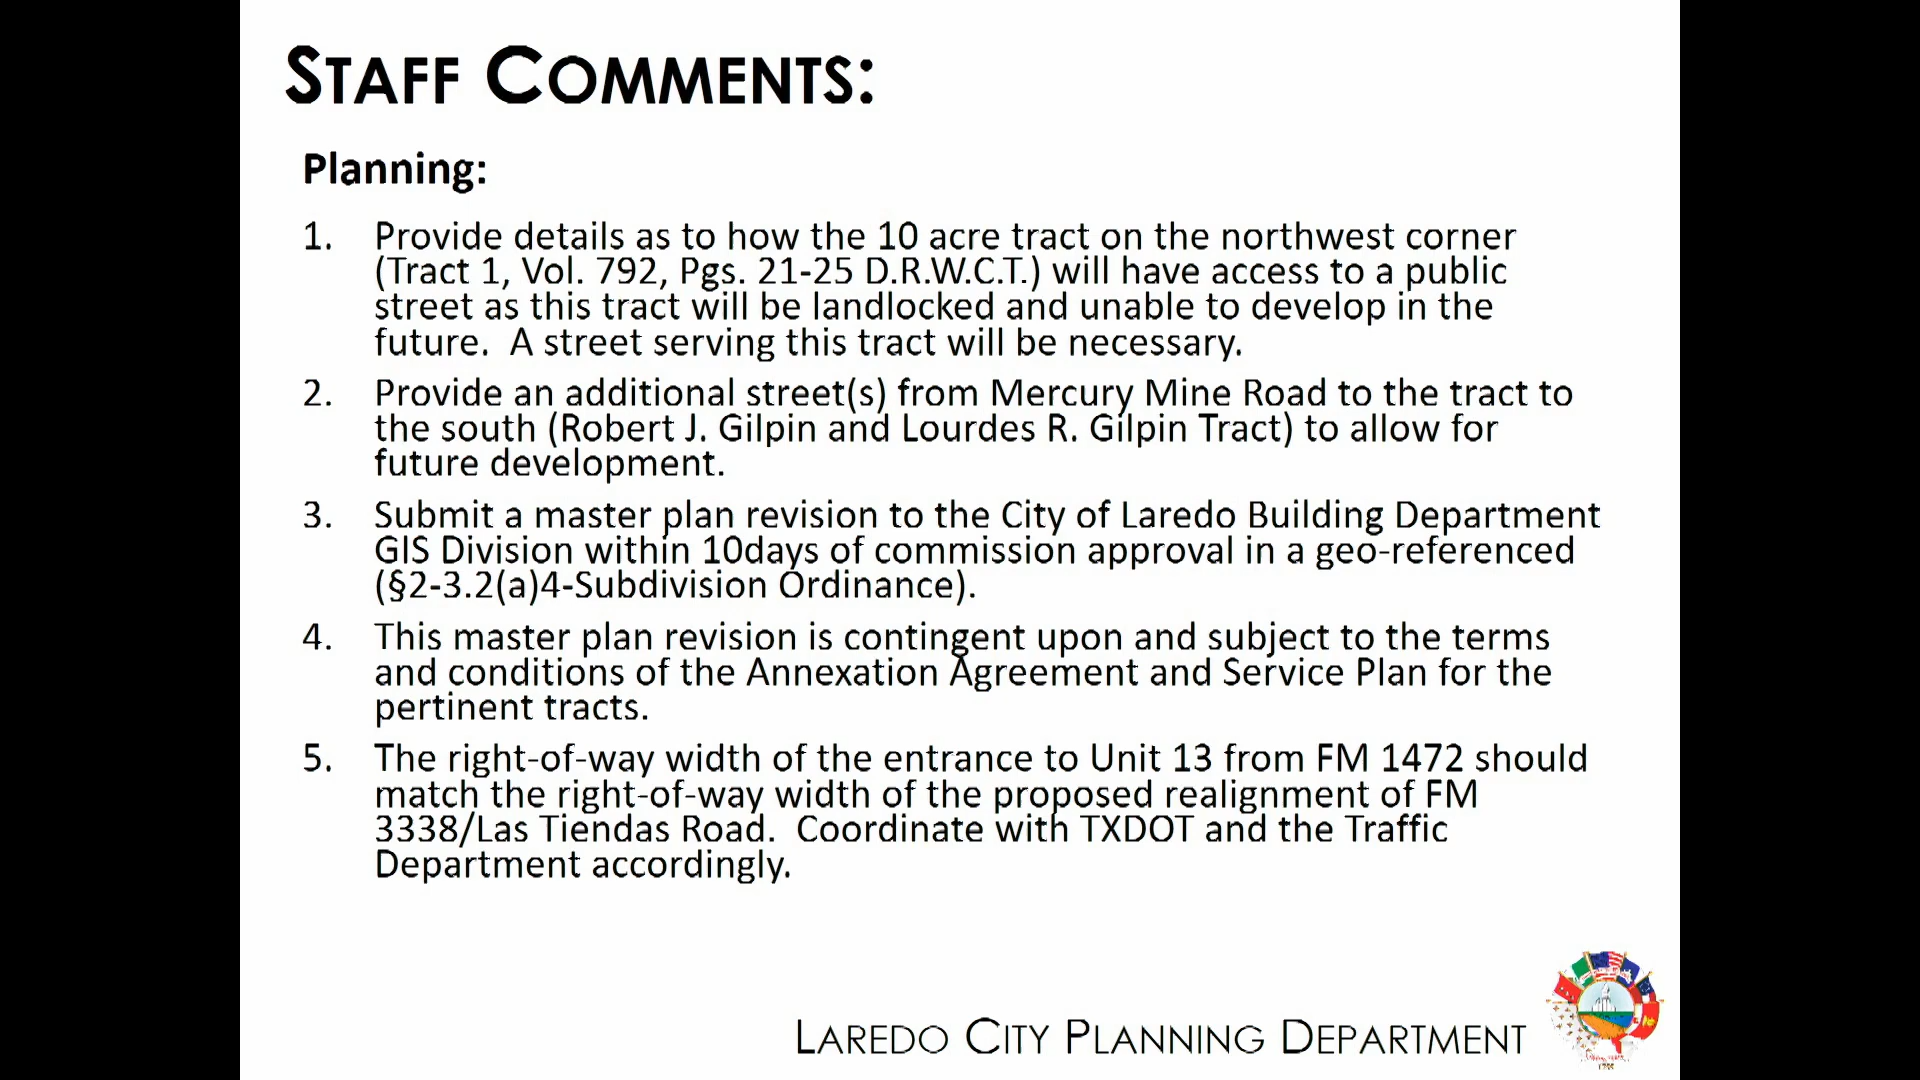 STAFF COMMENTS:
Planning:
1. Provide details as to how the 10 acre tract on the northwest corner
(Tract 1, Vol. 792, Pgs. 21-25 D.R.W.C.T.) will have access to a public
street as this tract will be landlocked and unable to develop in the
future.  A street serving this tract will be necessary.
2. Provide an additional street(s) from Mercury Mine Road to the tract to
the south (Robert J. Gilpin and Lourdes R. Gilpin Tract) to allow for
future development.
3. Submit a master plan revision to the City of Laredo Building Department
GIS Division within 10days of commission approval in a geo-referenced
(§2-3.2(a)4-Subdivision Ordinance).
4. This master plan revision is contingent upon and subject to the terms
and conditions of the Annexation Agreement and Service Plan for the
pertinent tracts.
5. The right-of-way width of the entrance to Unit 13 from FM 1472 should
match the right-of-way width of the proposed realignment of FM
3338/Las Tiendas Road.  Coordinate with TXDOT and the Traffic
Department accordingly.
LAREDO CITY PLANNING DEPARTMENT